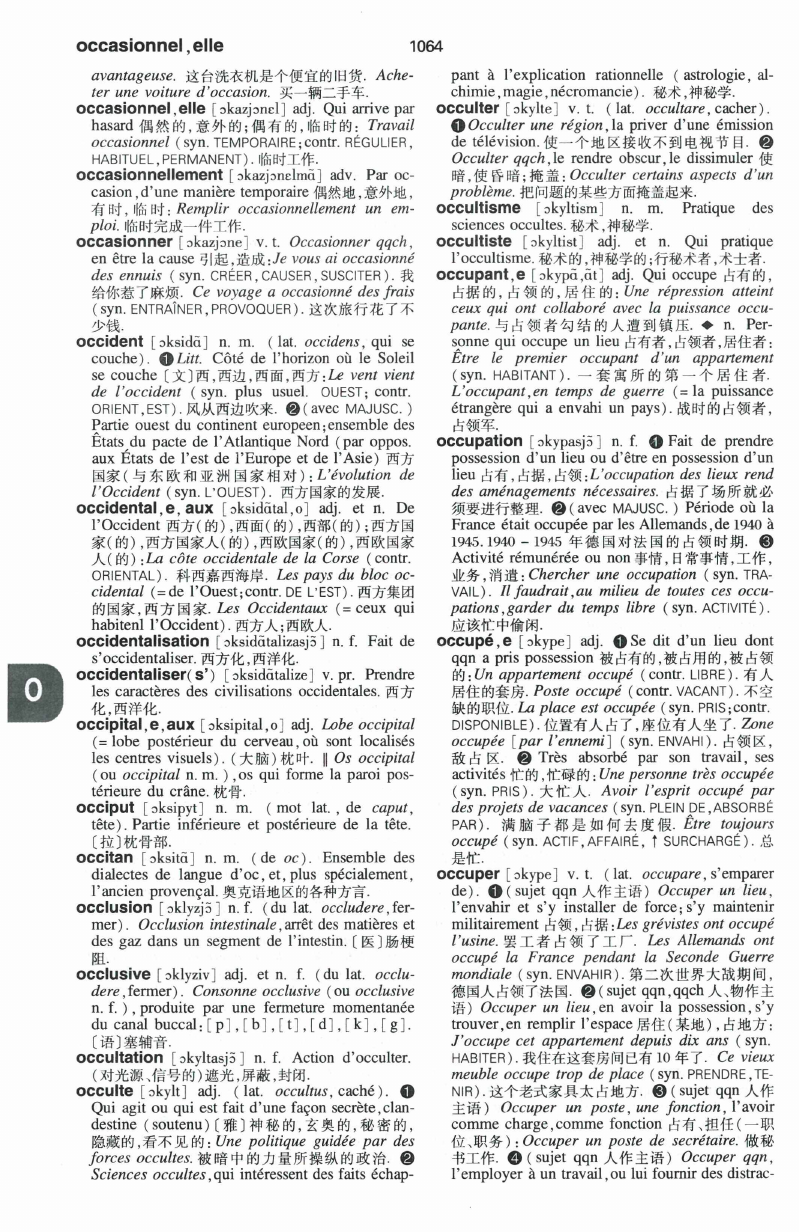 occasionnel,elle
1064
avantageuse. 这台洗衣机是个便宜的旧货. Ache-
ter une voiture d'occasion. 买一辆二手车.
occasionnel,elle [ɔkazjɔnɛl] adj. Qui arrive par
hasard 偶然的,意外的;偶有的,临时的: Travail
occasionnel (syn. TEMPORAIRE;contr. RÉGULIER,
HABITUEL,PERMANENT). 临时工作.
occasionnellement [ɔkazjɔnɛlmɑ̃] adv. Par oc-
casion,d'une manière temporaire 偶然地,意外地,
有时,临时: Remplir occasionnellement un em-
ploi. 临时完成一件工作.
occasionner [ɔkazjɔne] v. t. Occasionner qqch,
en être la cause 引起,造成:Je vous ai occasionné
des ennuis (syn. CRÉER,CAUSER,SUSCITER). 我
给你惹了麻烦. Ce voyage a occasionné des frais
(syn. ENTRAÎNER,PROVOQUER). 这次旅行花了不
少钱.
occident [ɔksidɑ̃] n. m. (lat. occidens, qui se
couche). ❶Litt. Côté de l'horizon où le Soleil
se couche〔文〕西,西边,西面,西方:Le vent vient
de l'occident (syn. plus usuel. OUEST; contr.
ORIENT,EST). 风从西边吹来. ❷(avec MAJUSC.)
Partie ouest du continent europeen;ensemble des
États du pacte de l'Atlantique Nord (par oppos.
aux États de l'est de l'Europe et de l'Asie) 西方
国家(与东欧和亚洲国家相对): L'évolution de
l'Occident (syn. L'OUEST). 西方国家的发展.
occidental,e, aux [ɔksidɑ̃tal,o] adj. et n. De
l'Occident 西方(的),西面(的),西部(的);西方国
家(的),西方国家人(的),西欧国家(的),西欧国家
人(的):La côte occidentale de la Corse (contr.
ORIENTAL). 科西嘉西海岸. Les pays du bloc oc-
cidental (=de l'Ouest;contr. DE L'EST). 西方集团
的国家,西方国家. Les Occidentaux (=ceux qui
habitenl l'Occident). 西方人;西欧人.
occidentalisation [ɔksidɑ̃talizasjɔ̃] n. f. Fait de
s'occidentaliser. 西方化,西洋化.
occidentaliser(s') [ɔksidɑ̃talize] v. pr. Prendre
les caractères des civilisations occidentales. 西方
化,西洋化.
occipital,e,aux [ɔksipital,o] adj. Lobe occipital
(=lobe postérieur du cerveau,où sont localisés
les centres visuels). (大脑)枕叶. ‖ Os occipital
(ou occipital n. m.),os qui forme la paroi pos-
térieure du crâne. 枕骨.
occiput [ɔksipyt] n. m. (mot lat., de caput,
tête). Partie inférieure et postérieure de la tête.
〔拉〕枕骨部.
occitan [ɔksitɑ̃] n. m. (de oc). Ensemble des
dialectes de langue d'oc,et,plus spécialement,
l'ancien provençal. 奥克语地区的各种方言.
occlusion [ɔklyzjɔ̃] n. f. (du lat. occludere,fer-
mer). Occlusion intestinale,arrêt des matières et
des gaz dans un segment de l'intestin.〔医〕肠梗
阻.
occlusive [ɔklyziv] adj. et n. f. (du lat. occlu-
dere,fermer). Consonne occlusive (ou occlusive
n. f.), produite par une fermeture momentanée
du canal buccal:[p],[b],[t],[d],[k],[g].
〔语〕塞辅音.
occultation [ɔkyltasjɔ̃] n. f. Action d'occulter.
(对光源、信号的)遮光,屏蔽,封闭.
occulte [ɔkylt] adj. (lat. occultus, caché). ❶
Qui agit ou qui est fait d'une façon secrète,clan-
destine (soutenu)〔雅〕神秘的,玄奥的,秘密的,
隐藏的,看不见的: Une politique guidée par des
forces occultes. 被暗中的力量所操纵的政治. ❷
Sciences occultes,qui intéressent des faits échap-
pant à l'explication rationnelle (astrologie, al-
chimie,magie,nécromancie). 秘术,神秘学.
occulter [ɔkylte] v. t. (lat. occultare, cacher).
❶Occulter une région,la priver d'une émission
de télévision. 使一个地区接收不到电视节目. ❷
Occulter qqch,le rendre obscur,le dissimuler 使
暗,使昏暗;掩盖: Occulter certains aspects d'un
problème. 把问题的某些方面掩盖起来.
occultisme [ɔkyltism] n. m. Pratique des
sciences occultes. 秘术,神秘学.
occultiste [ɔkyltist] adj. et n. Qui pratique
l'occultisme. 秘术的,神秘学的;行秘术者,术士者.
occupant,e [ɔkypɑ̃,ɑ̃t] adj. Qui occupe 占有的,
占据的,占领的,居住的: Une répression atteint
ceux qui ont collaboré avec la puissance occu-
pante. 与占领者勾结的人遭到镇压. ◆ n. Per-
sonne qui occupe un lieu 占有者,占领者,居住者:
Être le premier occupant d'un appartement
(syn. HABITANT). 一套寓所的第一个居住者.
L'occupant,en temps de guerre (=la puissance
étrangère qui a envahi un pays). 战时的占领者,
占领军.
occupation [ɔkypasjɔ̃] n. f. ❶ Fait de prendre
possession d'un lieu ou d'être en possession d'un
lieu 占有,占据,占领:L'occupation des lieux rend
des aménagements nécessaires. 占据了场所就必
须要进行整理. ❷(avec MAJUSC.) Période où la
France était occupée par les Allemands,de 1940 à
1945. 1940 – 1945 年德国对法国的占领时期. ❸
Activité rémunérée ou non 事情,日常事情,工作,
业务,消遣: Chercher une occupation (syn. TRA-
VAIL). Il faudrait,au milieu de toutes ces occu-
pations,garder du temps libre (syn. ACTIVITÉ).
应该忙中偷闲.
occupé,e [ɔkype] adj. ❶Se dit d'un lieu dont
qqn a pris possession 被占有的,被占用的,被占领
的:Un appartement occupé (contr. LIBRE). 有人
居住的套房. Poste occupé (contr. VACANT). 不空
缺的职位. La place est occupée (syn. PRIS;contr.
DISPONIBLE). 位置有人占了,座位有人坐了. Zone
occupée [par l'ennemi] (syn. ENVAHI). 占领区,
敌占区. ❷ Très absorbé par son travail, ses
activités 忙的,忙碌的:Une personne très occupée
(syn. PRIS). 大忙人. Avoir l'esprit occupé par
des projets de vacances (syn. PLEIN DE,ABSORBÉ
PAR). 满脑子都是如何去度假. Être toujours
occupé (syn. ACTIF,AFFAIRÉ, ↑ SURCHARGÉ). 总
是忙.
occuper [ɔkype] v. t. (lat. occupare,s'emparer
de). ❶(sujet qqn 人作主语) Occuper un lieu,
l'envahir et s'y installer de force;s'y maintenir
militairement 占领,占据:Les grévistes ont occupé
l'usine. 罢工者占领了工厂. Les Allemands ont
occupé la France pendant la Seconde Guerre
mondiale (syn. ENVAHIR). 第二次世界大战期间,
德国人占领了法国. ❷(sujet qqn,qqch 人、物作主
语) Occuper un lieu,en avoir la possession,s'y
trouver,en remplir l'espace 居住(某地),占地方:
J'occupe cet appartement depuis dix ans (syn.
HABITER). 我住在这套房间已有10年了. Ce vieux
meuble occupe trop de place (syn. PRENDRE,TE-
NIR). 这个老式家具太占地方. ❸(sujet qqn 人作
主语) Occuper un poste, une fonction, l'avoir
comme charge,comme fonction 占有、担任(一职
位、职务): Occuper un poste de secrétaire. 做秘
书工作. ❹(sujet qqn 人作主语) Occuper qqn,
l'employer à un travail,ou lui fournir des distrac-
O